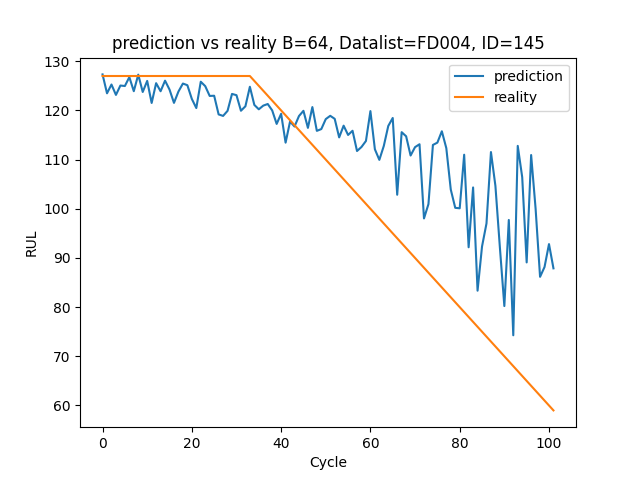 prediction vs reality B=64, Datalist=FD004, ID=145
prediction
reality
130
120
110
100
90
80
70
60
RUL
0 20 40 60 80 100
Cycle